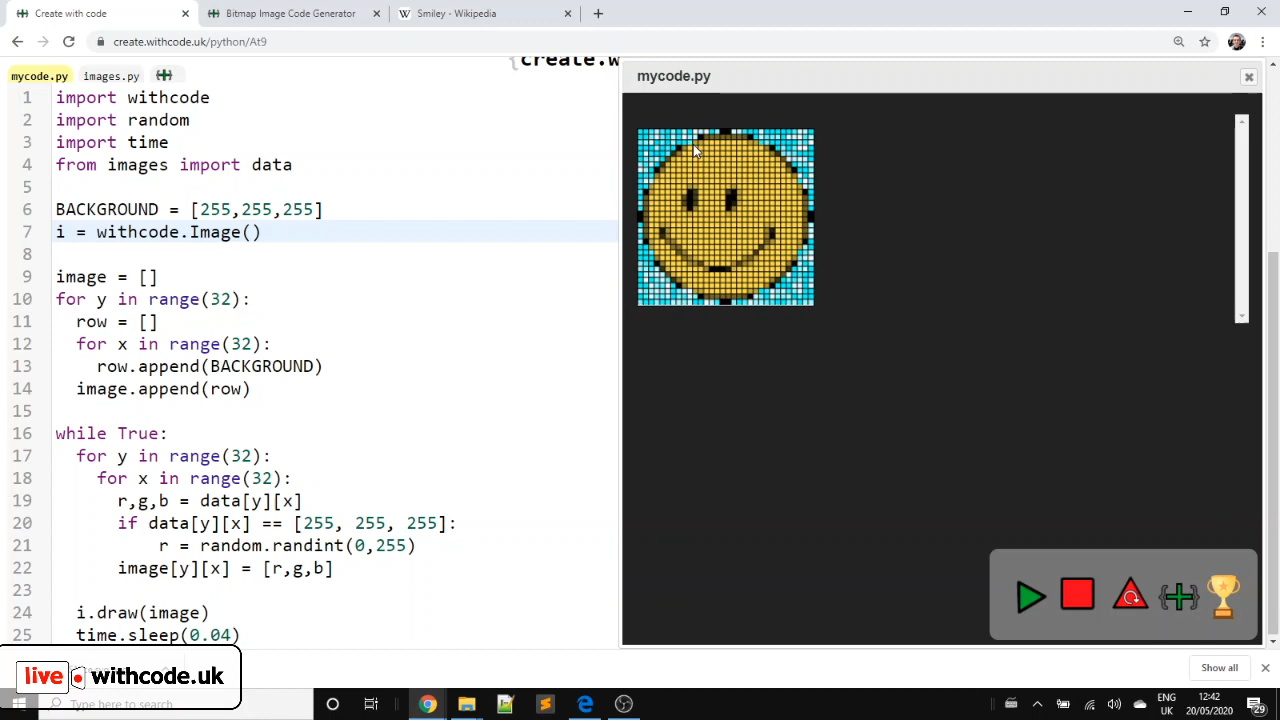 Create with code
Bitmap Image Code Generator
Smiley - Wikipedia
create.withcode.uk/python/At9
{create.w
mycode.py
images.py
mycode.py
1 import withcode
2 import random
3 import time
4 from images import data
5
6 BACKGROUND = [255,255,255]
7 i = withcode.Image()
8
9 image = []
10 for y in range(32):
11 row = []
12 for x in range(32):
13 row.append(BACKGROUND)
14 image.append(row)
15
16 while True:
17 for y in range(32):
18 for x in range(32):
19 r,g,b = data[y][x]
20 if data[y][x] == [255, 255, 255]:
21 r = random.randint(0,255)
22 image[y][x] = [r,g,b]
23
24 i.draw(image)
25 time.sleep(0.04)
live withcode.uk
Show all
Type here to search
ENG
UK
12:42
20/05/2020